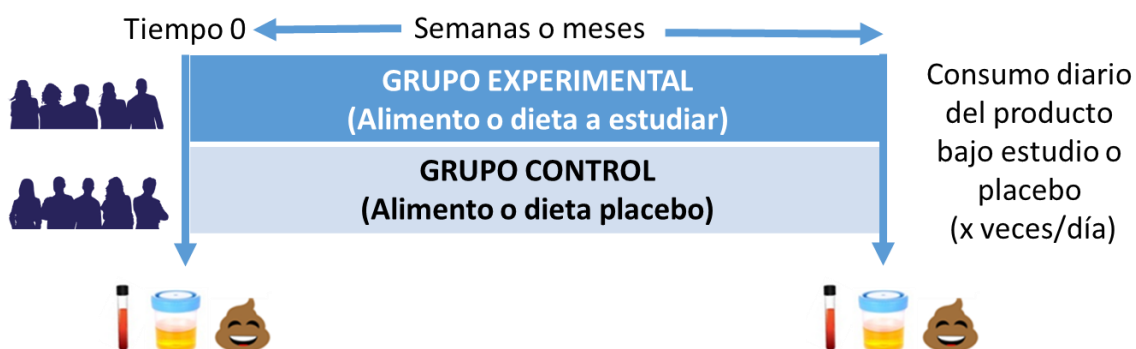 Tiempo 0
Semanas o meses
GRUPO EXPERIMENTAL
(Alimento o dieta a estudiar)
GRUPO CONTROL
(Alimento o dieta placebo)
Consumo diario
del producto
bajo estudio o
placebo
(x veces/día)